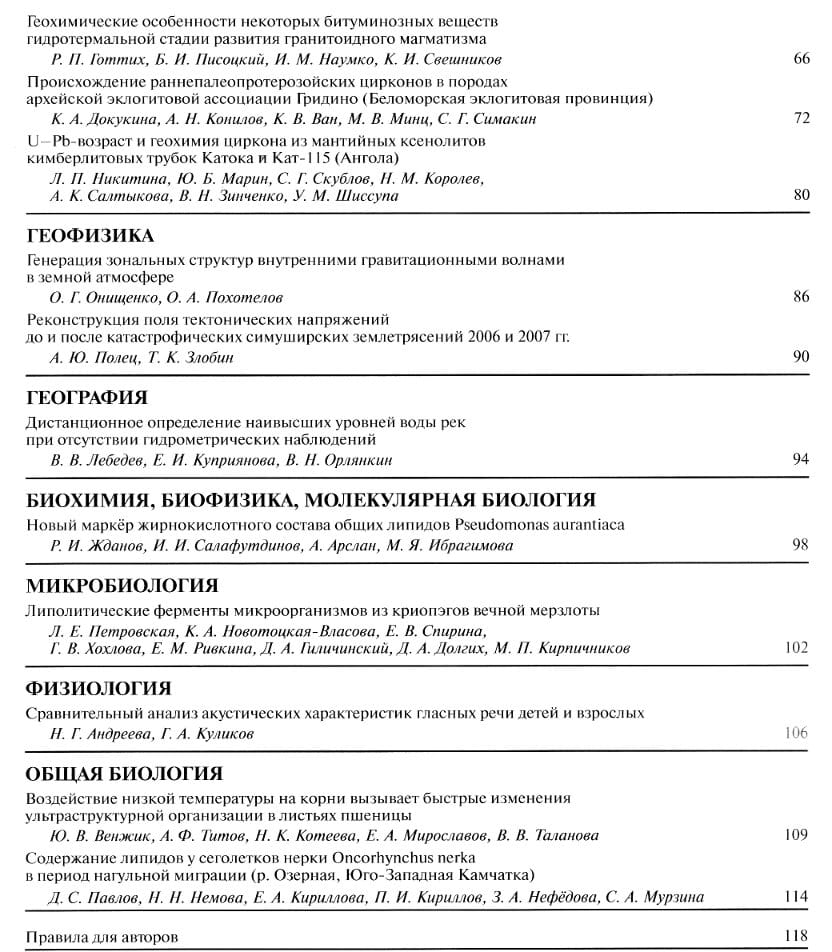 Геохимические особенности некоторых битуминозных веществ
гидротермальной стадии развития гранитоидного магматизма
Р. П. Готтих, Б. И. Писоцкий, И. М. Наумко, К. И. Свешников 66
Происхождение раннепалеопротерозойских цирконов в породах
архейской эклогитовой ассоциации Гридино (Беломорская эклогитовая провинция)
К. А. Докукина, А. Н. Конилов, К. В. Ван, М. В. Минц, С. Г. Симакин 72
U–Pb-возраст и геохимия циркона из мантийных ксенолитов
кимберлитовых трубок Катока и Кат-115 (Ангола)
Л. П. Никитина, Ю. Б. Марин, С. Г. Скублов, Н. М. Королев,
А. К. Салтыкова, В. Н. Зинченко, У. М. Шиссупа 80
ГЕОФИЗИКА
Генерация зональных структур внутренними гравитационными волнами
в земной атмосфере
О. Г. Онищенко, О. А. Похотелов 86
Реконструкция поля тектонических напряжений
до и после катастрофических симуширских землетрясений 2006 и 2007 гг.
А. Ю. Полец, Т. К. Злобин 90
ГЕОГРАФИЯ
Дистанционное определение наивысших уровней воды рек
при отсутствии гидрометрических наблюдений
В. В. Лебедев, Е. И. Куприянова, В. Н. Орлянкин 94
БИОХИМИЯ, БИОФИЗИКА, МОЛЕКУЛЯРНАЯ БИОЛОГИЯ
Новый маркёр жирнокислотного состава общих липидов Pseudomonas aurantiaca
Р. И. Жданов, И. И. Салафутдинов, А. Арслан, М. Я. Ибрагимова 98
МИКРОБИОЛОГИЯ
Липолитические ферменты микроорганизмов из криопэгов вечной мерзлоты
Л. Е. Петровская, К. А. Новотоцкая-Власова, Е. В. Спирина,
Г. В. Хохлова, Е. М. Ривкина, Д. А. Гиличинский, Д. А. Долгих, М. П. Кирпичников 102
ФИЗИОЛОГИЯ
Сравнительный анализ акустических характеристик гласных речи детей и взрослых
Н. Г. Андреева, Г. А. Куликов 106
ОБЩАЯ БИОЛОГИЯ
Воздействие низкой температуры на корни вызывает быстрые изменения
ультраструктурной организации в листьях пшеницы
Ю. В. Венжик, А. Ф. Титов, Н. К. Котеева, Е. А. Мирославов, В. В. Таланова 109
Содержание липидов у сеголетков нерки Oncorhynchus nerka
в период нагульной миграции (р. Озерная, Юго-Западная Камчатка)
Д. С. Павлов, Н. Н. Немова, Е. А. Кириллова, П. И. Кириллов, З. А. Нефёдова, С. А. Мурзина 114
Правила для авторов 118